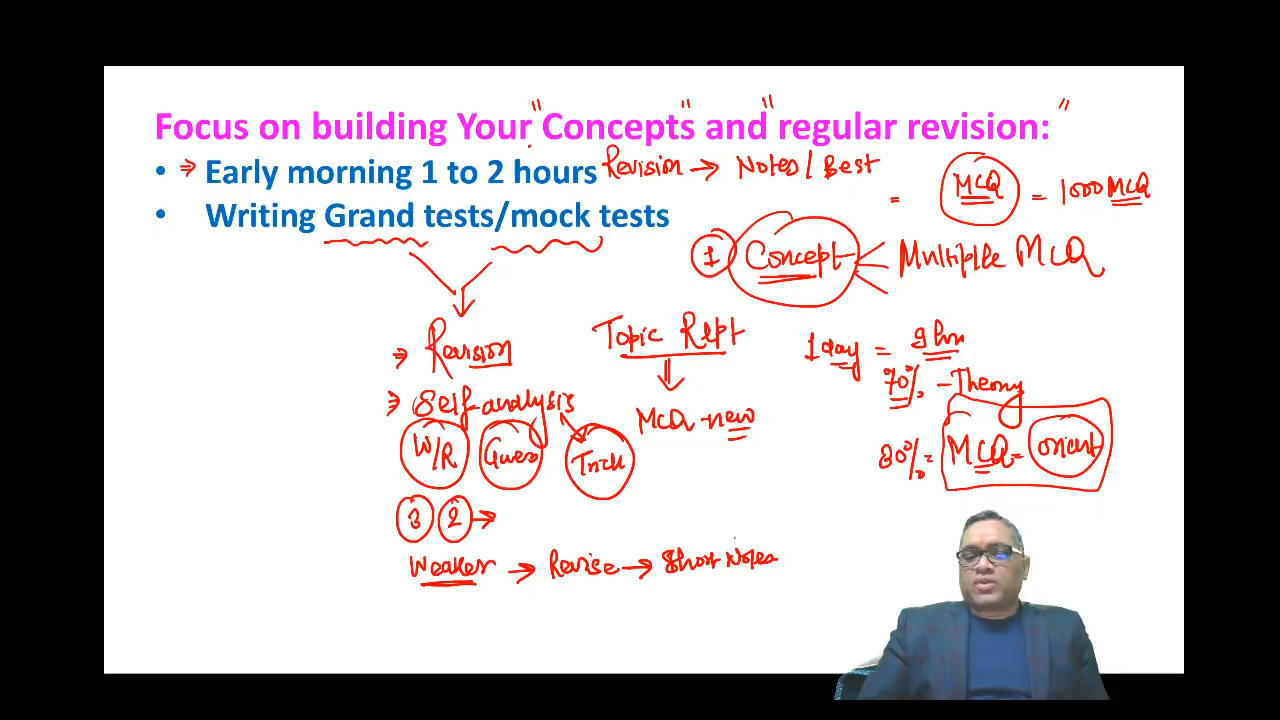 Focus on building Your "Concepts" and "regular revision:"
• ⇒ Early morning 1 to 2 hours Revision → Notes/Best
= MCQ = 1000 MCQ
• Writing Grand tests/mock tests
1 Concept Multiple MCQ
⇒ Revision
Topic Rept
1 day = 9 hrs
70% - Theory
⇒ Self-analysis
MCQ - new
W/R Guess Trick
80% = MCQ =
3 2 →
Weaker → Revise → Short Notes